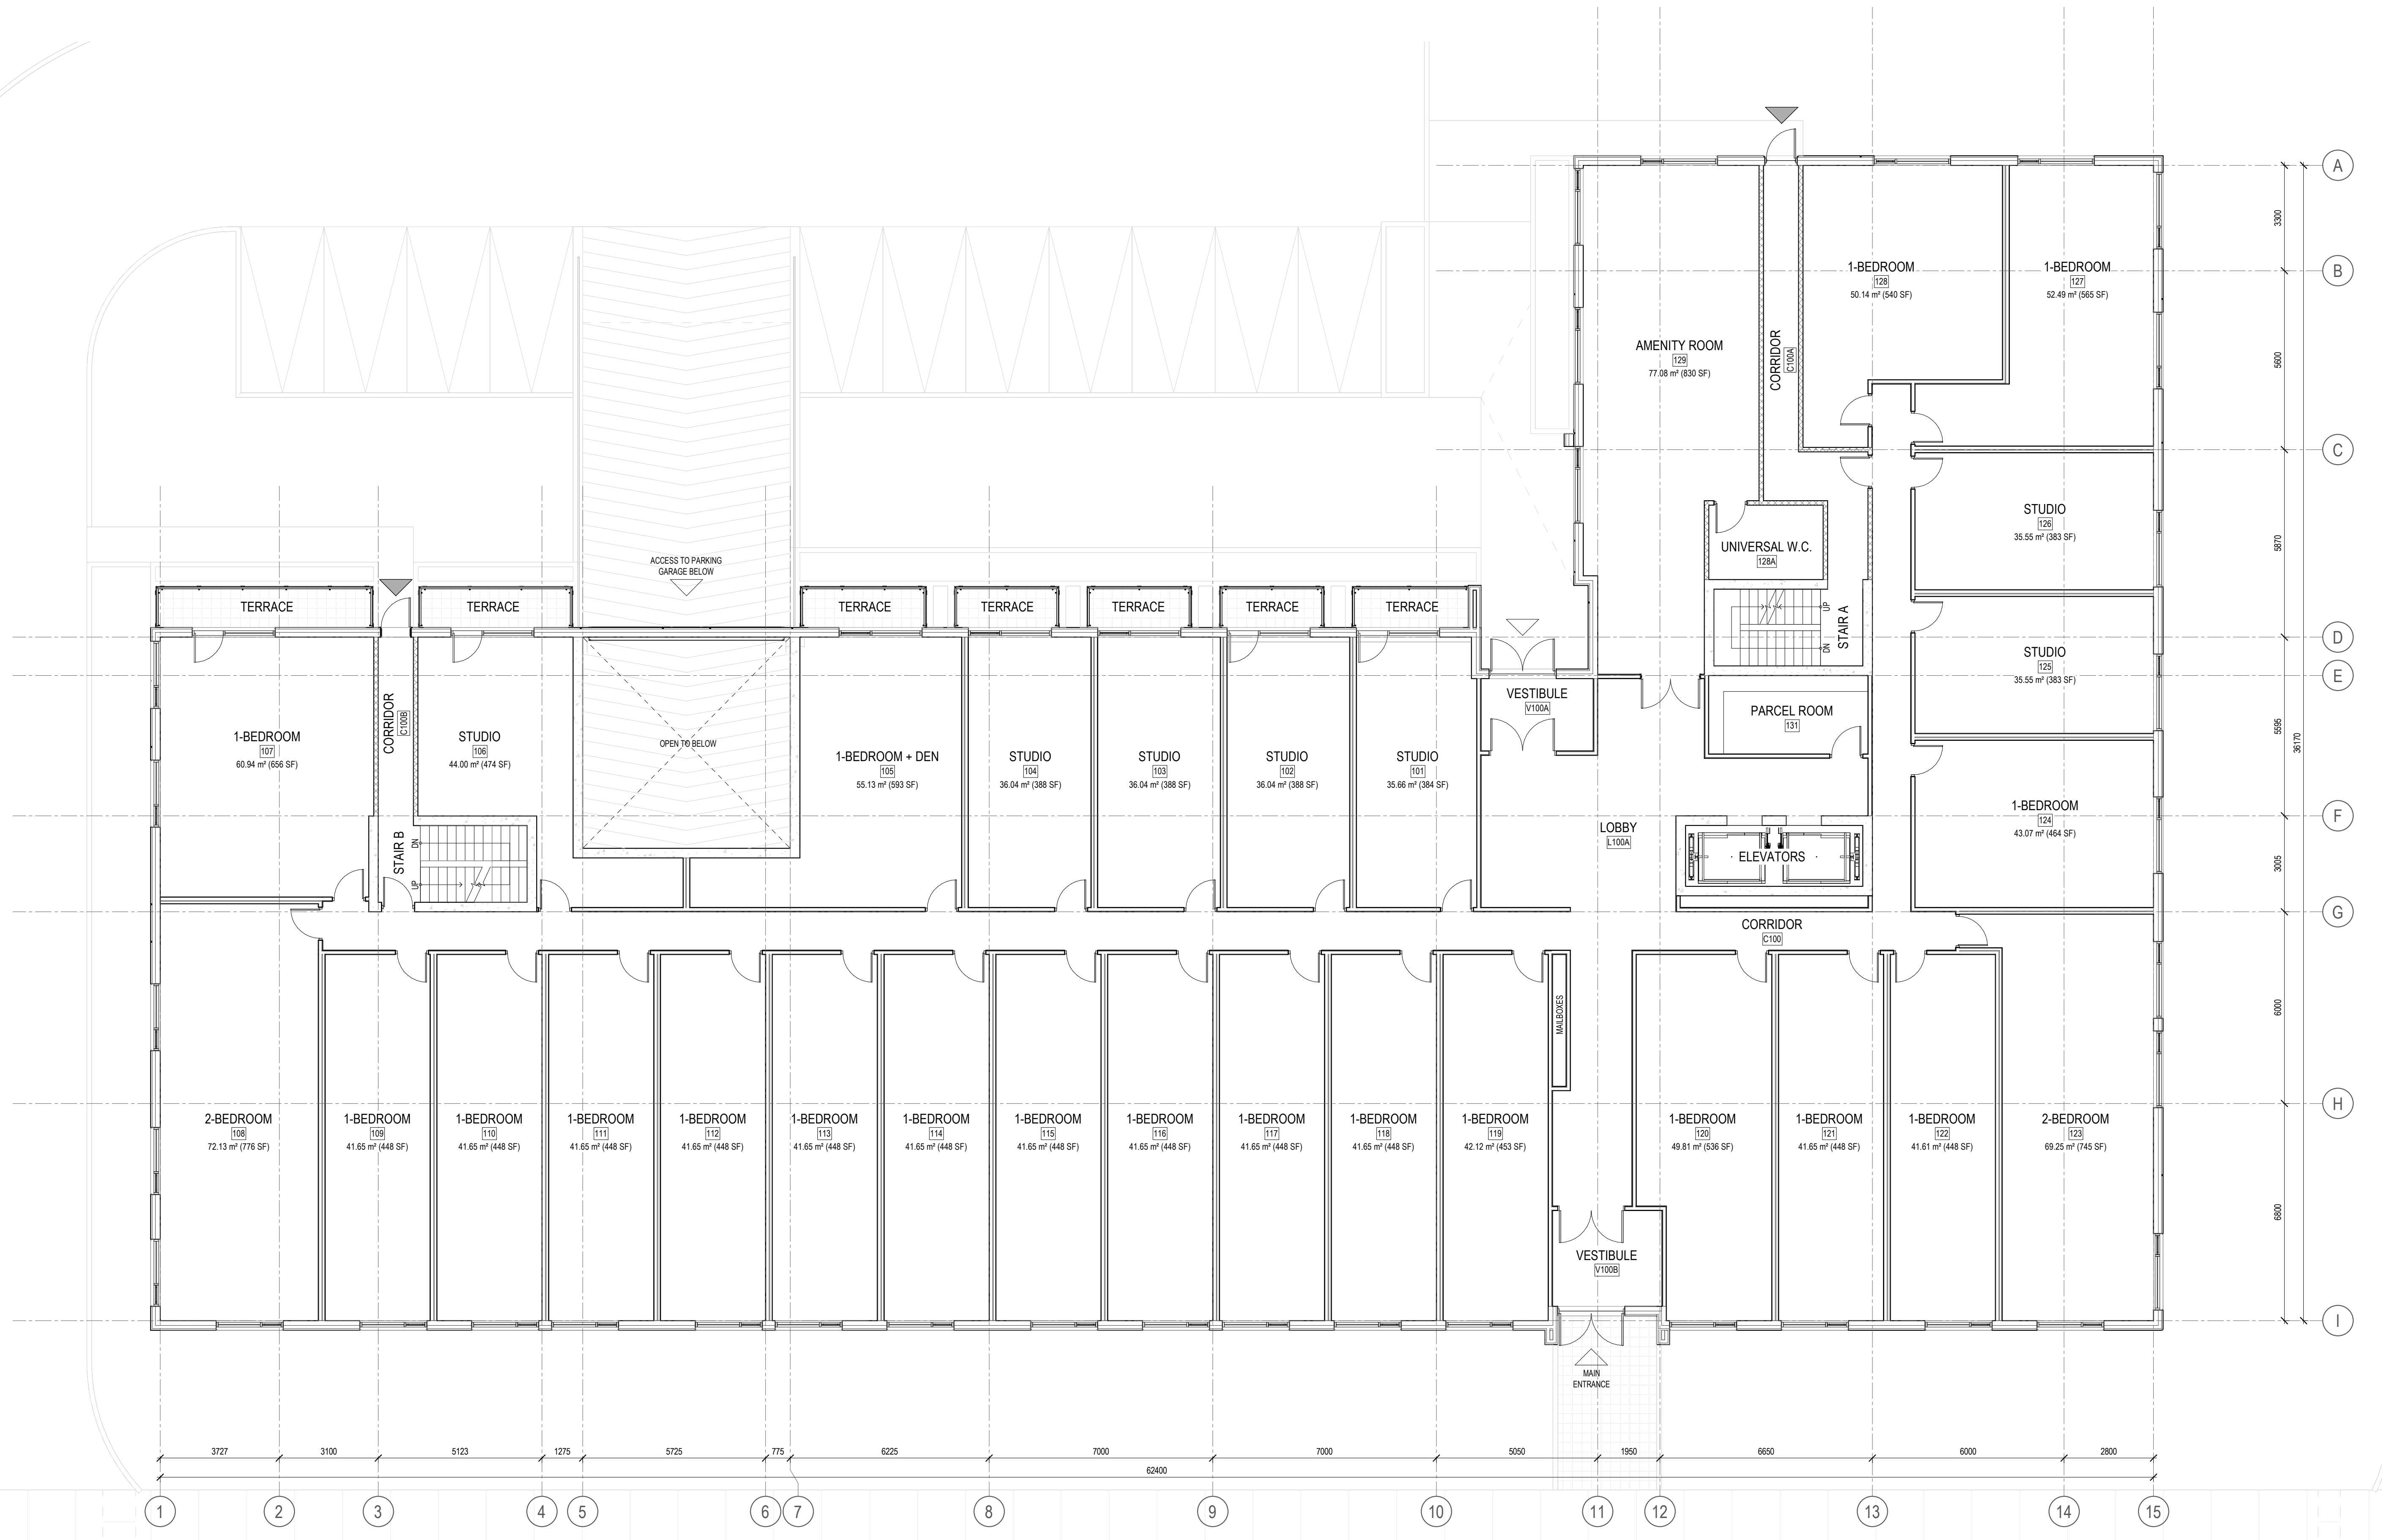 A
3300
B
1-BEDROOM
128
50.14 m² (540 SF)
1-BEDROOM
127
52.49 m² (565 SF)
AMENITY ROOM
129
77.08 m² (830 SF)
CORRIDOR
C100A
5600
C
STUDIO
126
35.55 m² (383 SF)
UNIVERSAL W.C.
128A
5870
ACCESS TO PARKING
GARAGE BELOW
TERRACE
TERRACE
TERRACE
TERRACE
TERRACE
TERRACE
TERRACE
UP
DN
STAIR A
D
STUDIO
125
35.55 m² (383 SF)
E
VESTIBULE
V100A
PARCEL ROOM
131
CORRIDOR
C100B
1-BEDROOM
107
60.94 m² (656 SF)
STUDIO
106
44.00 m² (474 SF)
OPEN TO BELOW
1-BEDROOM + DEN
105
55.13 m² (593 SF)
STUDIO
104
36.04 m² (388 SF)
STUDIO
103
36.04 m² (388 SF)
STUDIO
102
36.04 m² (388 SF)
STUDIO
101
35.66 m² (384 SF)
5595
36170
1-BEDROOM
124
43.07 m² (464 SF)
F
LOBBY
L100A
ELEVATORS
STAIR B
DN
UP
3005
G
CORRIDOR
C100
6000
MAILBOXES
H
2-BEDROOM
108
72.13 m² (776 SF)
1-BEDROOM
109
41.65 m² (448 SF)
1-BEDROOM
110
41.65 m² (448 SF)
1-BEDROOM
111
41.65 m² (448 SF)
1-BEDROOM
112
41.65 m² (448 SF)
1-BEDROOM
113
41.65 m² (448 SF)
1-BEDROOM
114
41.65 m² (448 SF)
1-BEDROOM
115
41.65 m² (448 SF)
1-BEDROOM
116
41.65 m² (448 SF)
1-BEDROOM
117
41.65 m² (448 SF)
1-BEDROOM
118
41.65 m² (448 SF)
1-BEDROOM
119
42.12 m² (453 SF)
1-BEDROOM
120
49.81 m² (536 SF)
1-BEDROOM
121
41.65 m² (448 SF)
1-BEDROOM
122
41.61 m² (448 SF)
2-BEDROOM
123
69.25 m² (745 SF)
6800
VESTIBULE
V100B
I
MAIN
ENTRANCE
3727
3100
5123
1275
5725
775
6225
7000
7000
5050
1950
6650
6000
2800
62400
1
2
3
4
5
6
7
8
9
10
11
12
13
14
15